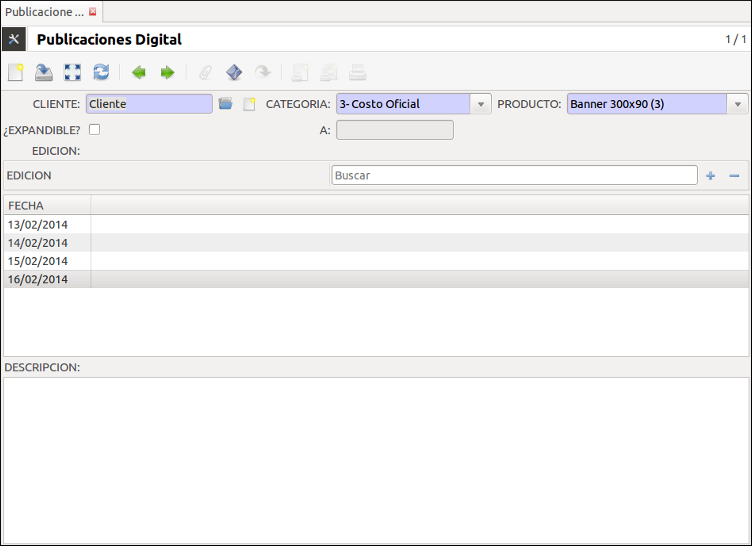 Publicacione ...
Publicaciones Digital
1 / 1
CLIENTE: Cliente CATEGORIA: 3- Costo Oficial PRODUCTO: Banner 300x90 (3)
¿EXPANDIBLE? A:
EDICION:
EDICION Buscar
FECHA
13/02/2014
14/02/2014
15/02/2014
16/02/2014
DESCRIPCION: